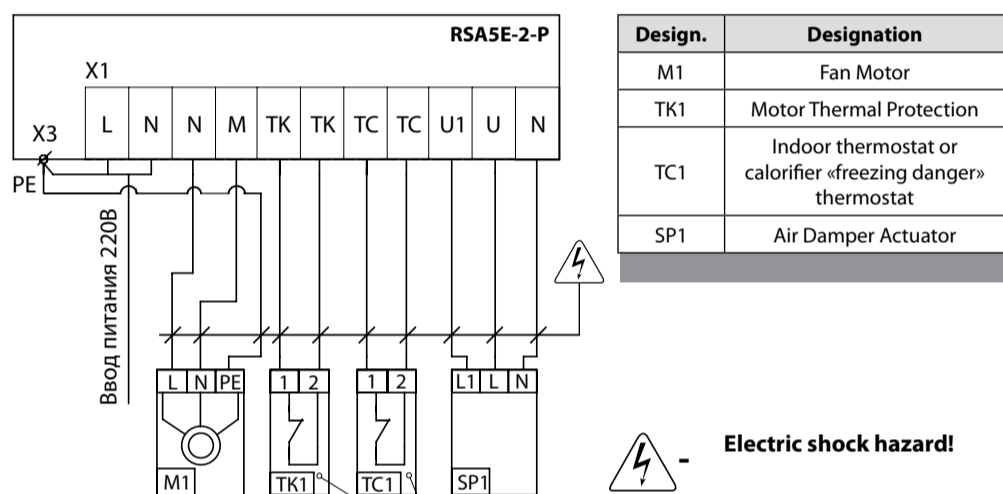 RSA5E-2-P
X1
L N N M TK TK TC TC U1 U N
X3
PE
Ввод питания 220В
L N PE
1 2
1 2
L1 L N
M1
TK1
TC1
SP1
Design. Designation
M1 Fan Motor
TK1 Motor Thermal Protection
TC1 Indoor thermostat or
calorifier «freezing danger»
thermostat
SP1 Air Damper Actuator
- Electric shock hazard!